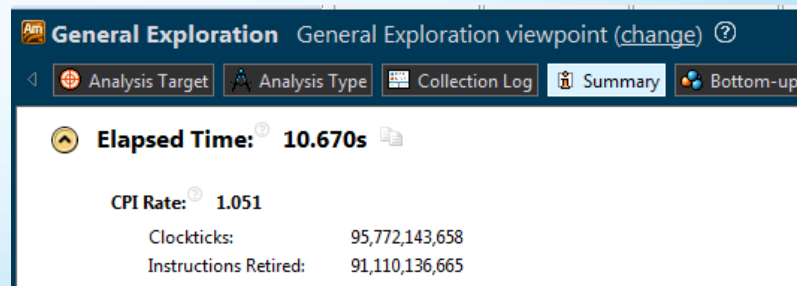 Am General Exploration General Exploration viewpoint (change) ?
Analysis Target Analysis Type Collection Log Summary Bottom-up
Elapsed Time: ? 10.670s
CPI Rate: ? 1.051
Clockticks: 95,772,143,658
Instructions Retired: 91,110,136,665